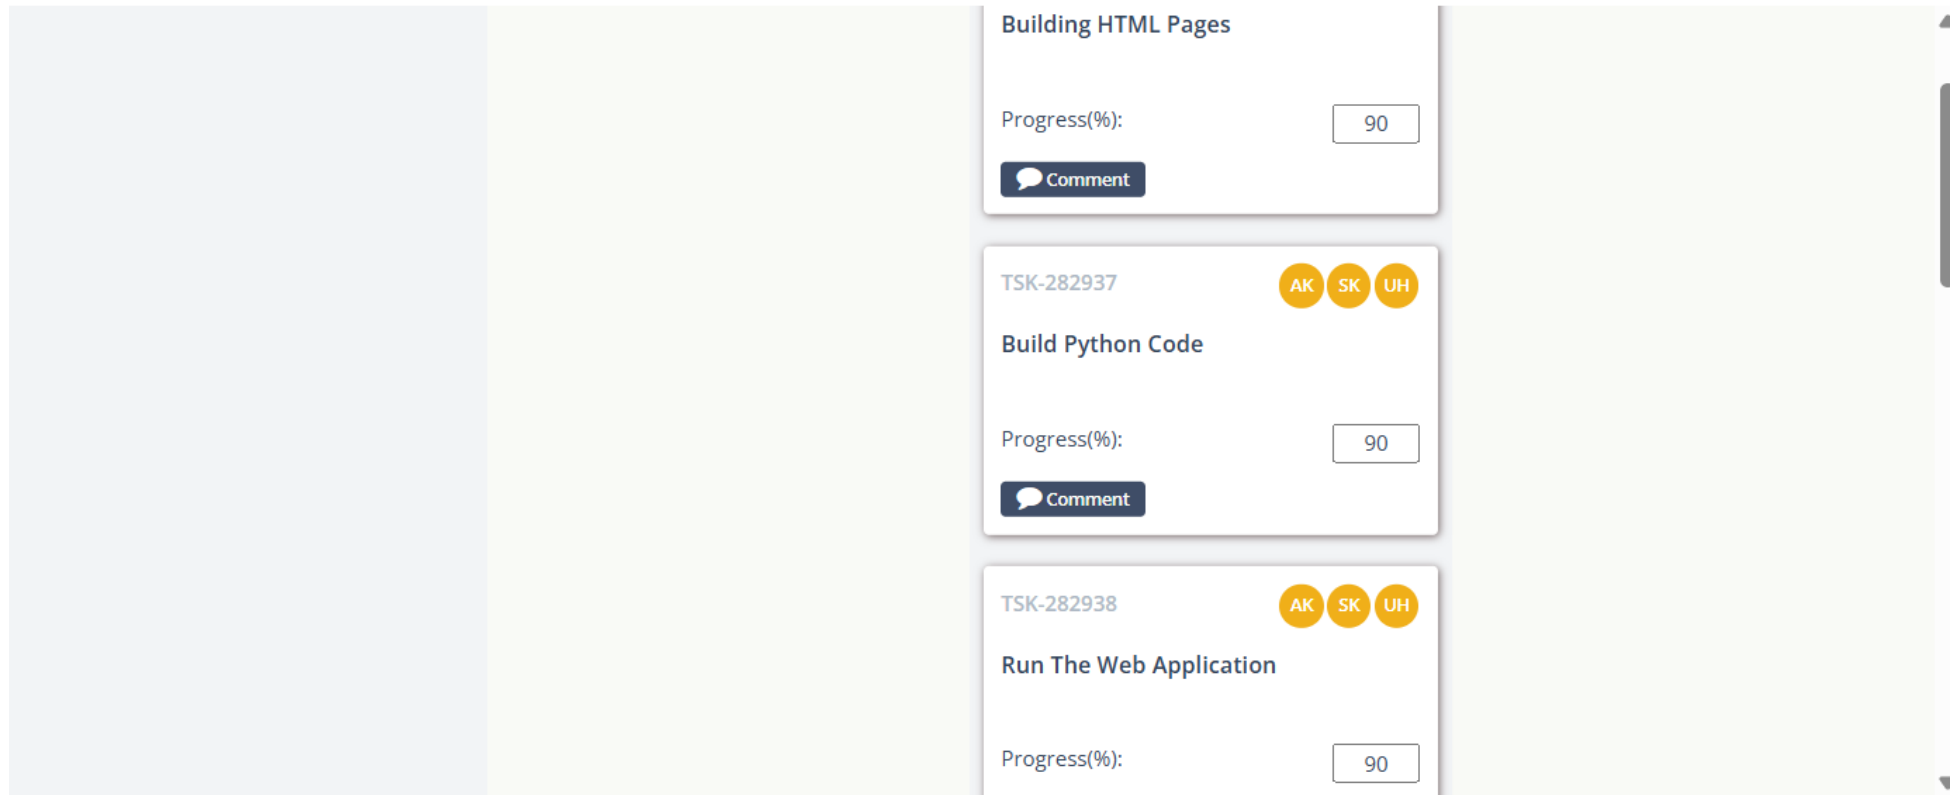 Building HTML Pages
Progress(%): 90
Comment
TSK-282937 AK SK UH
Build Python Code
Progress(%): 90
Comment
TSK-282938 AK SK UH
Run The Web Application
Progress(%): 90